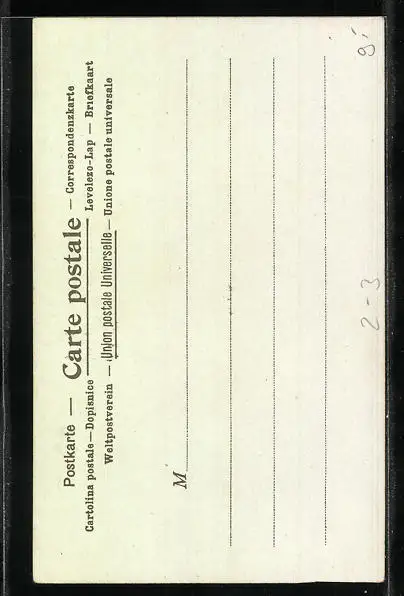 Postkarte — Carte postale — Correspondenzkarte
Cartolina postale — Dopisnice Levelezo-Lap — Briefkaart
Weltpostverein — Union postale Universelle — Unione postale universale
M
2-3